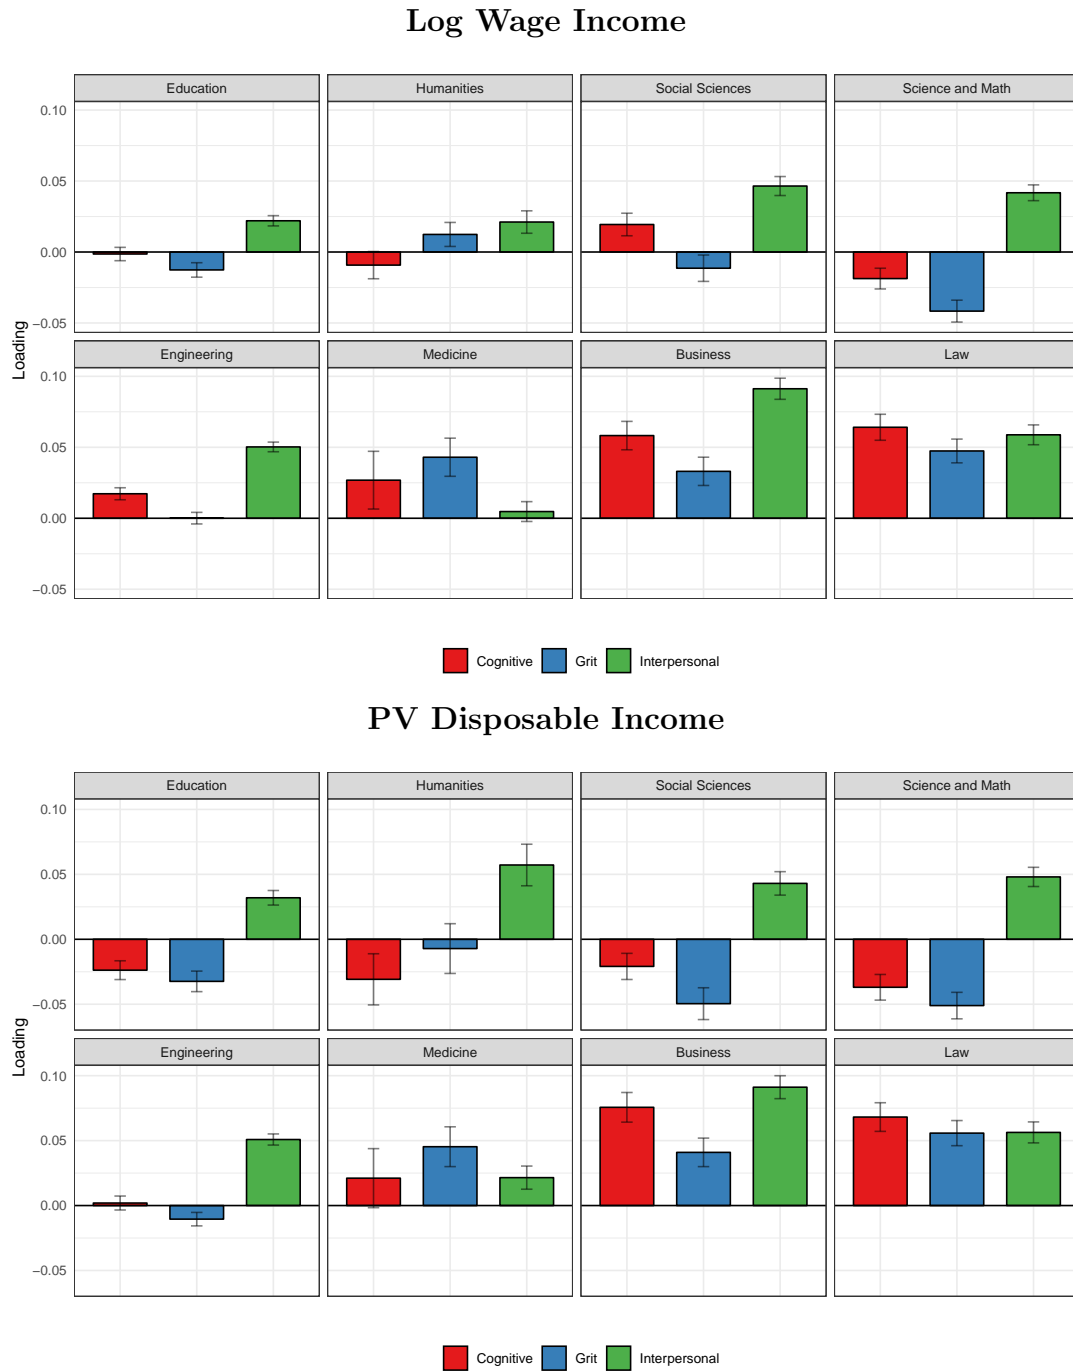 Log Wage Income
Education Humanities Social Sciences Science and Math
0.10
0.05
0.00
−0.05
Loading
Engineering Medicine Business Law
0.10
0.05
0.00
−0.05
Cognitive Grit Interpersonal
PV Disposable Income
Education Humanities Social Sciences Science and Math
0.10
0.05
0.00
−0.05
Loading
Engineering Medicine Business Law
0.10
0.05
0.00
−0.05
Cognitive Grit Interpersonal